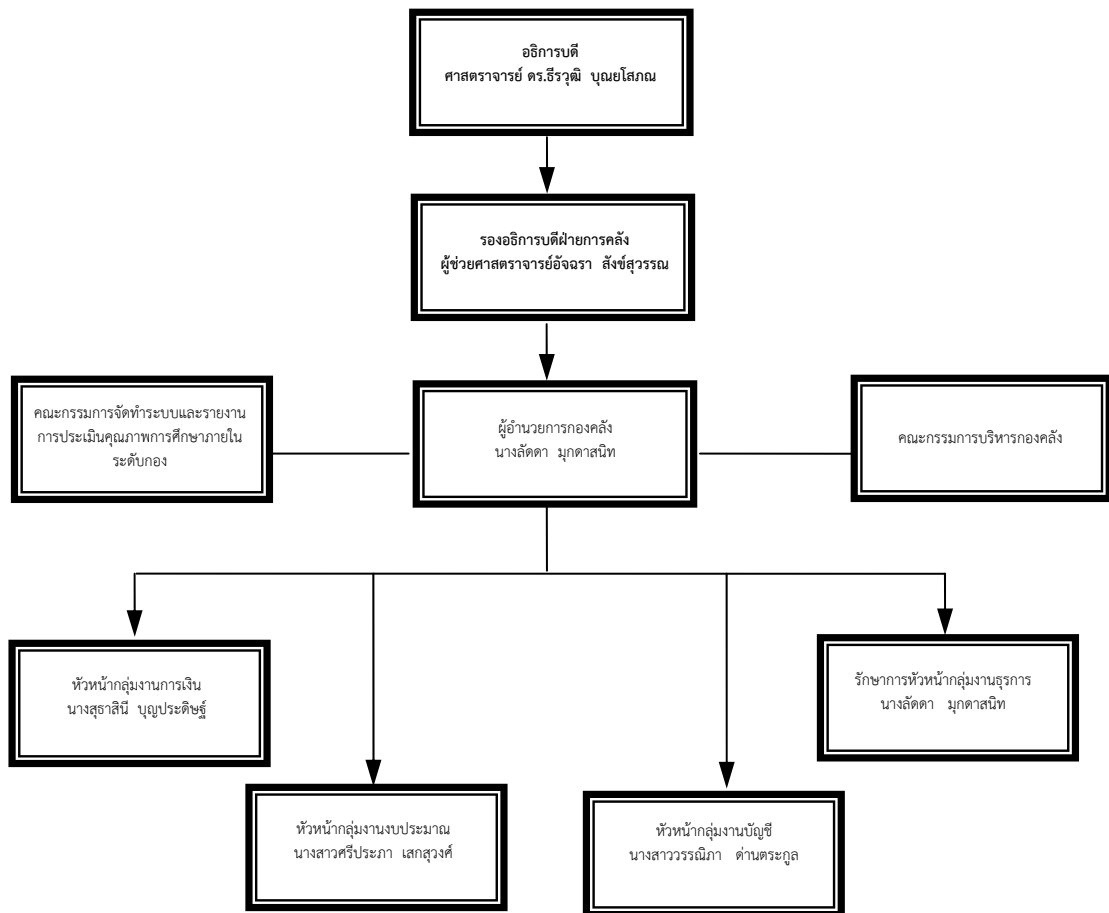 อธิการบดี
ศาสตราจารย์ ดร.ธีรวุฒิ บุณยโสภณ
รองอธิการบดีฝ่ายการคลัง
ผู้ช่วยศาสตราจารย์อัจฉรา สังข์สุวรรณ
คณะกรรมการจัดทำระบบและรายงาน
การประเมินคุณภาพการศึกษาภายใน
ระดับกอง
ผู้อำนวยการกองคลัง
นางลัดดา มุกดาสนิท
คณะกรรมการบริหารกองคลัง
หัวหน้ากลุ่มงานการเงิน
นางสุธาสินี บุญประดิษฐ์
รักษาการหัวหน้ากลุ่มงานธุรการ
นางลัดดา มุกดาสนิท
หัวหน้ากลุ่มงานงบประมาณ
นางสาวศรีประภา เสกสุวงศ์
หัวหน้ากลุ่มงานบัญชี
นางสาววรรณิภา ด่านตระกูล